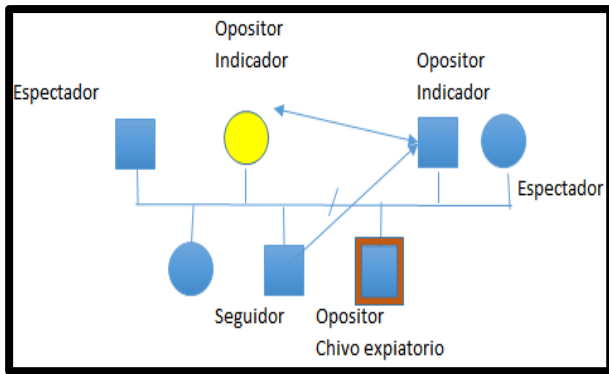 Opositor
Indicador
Opositor
Indicador
Espectador
Espectador
Seguidor
Opositor
Chivo expiatorio